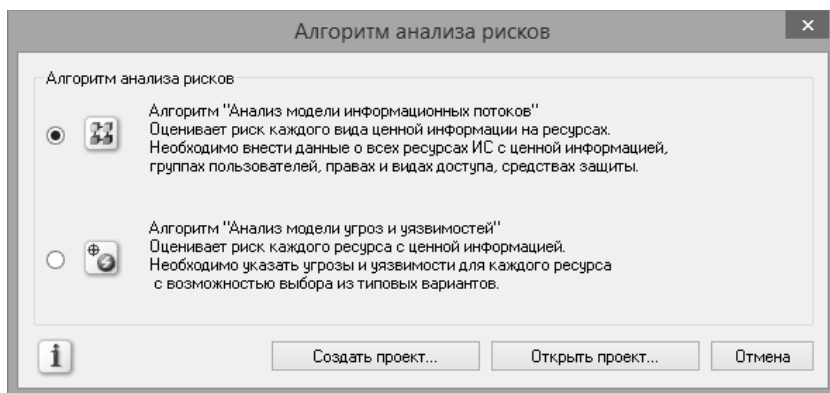 Алгоритм анализа рисков
Алгоритм анализа рисков
Алгоритм "Анализ модели информационных потоков"
Оценивает риск каждого вида ценной информации на ресурсах.
Необходимо внести данные о всех ресурсах ИС с ценной информацией,
группах пользователей, правах и видах доступа, средствах защиты.
Алгоритм "Анализ модели угроз и уязвимостей"
Оценивает риск каждого ресурса с ценной информацией.
Необходимо указать угрозы и уязвимости для каждого ресурса
с возможностью выбора из типовых вариантов.
Создать проект... Открыть проект... Отмена